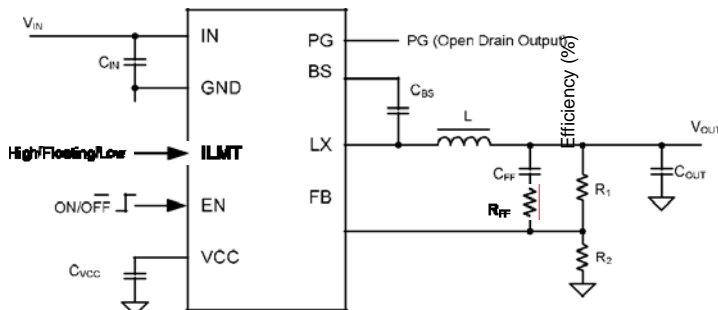 VIN
IN
PG
PG (Open Drain Output)
Efficiency (%)
CIN
BS
GND
CBS
L
VOUT
High/Floating/Low
ILMT
LX
CFF
COUT
R1
ON/OFF
EN
FB
RFF
VCC
R2
CVCC